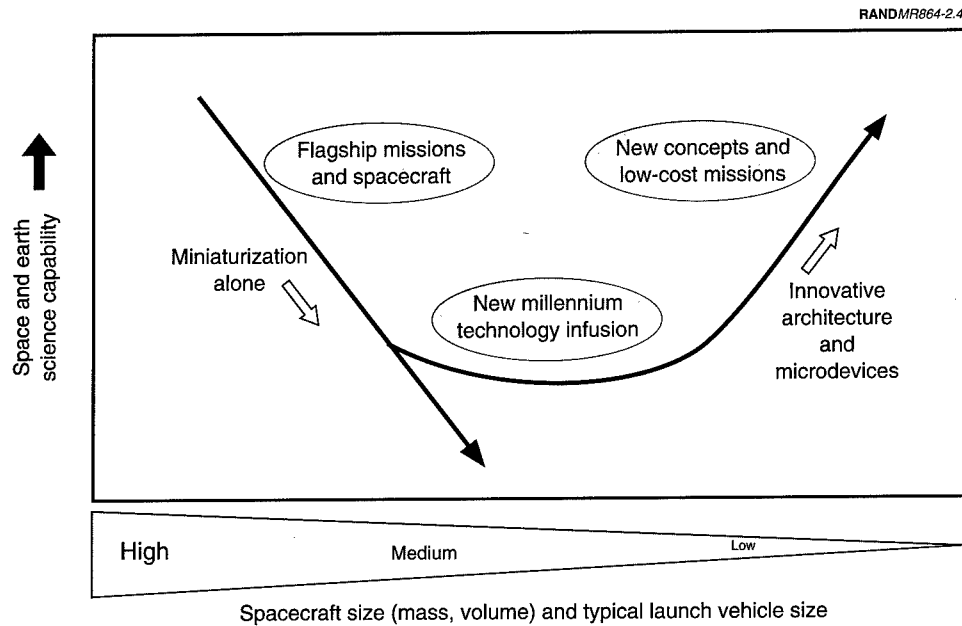 RANDMR864-2.4
Flagship missions
and spacecraft
New concepts and
low-cost missions
Space and earth
science capability
Miniaturization
alone
New millennium
technology infusion
Innovative
architecture
and
microdevices
High
Medium
Low
Spacecraft size (mass, volume) and typical launch vehicle size